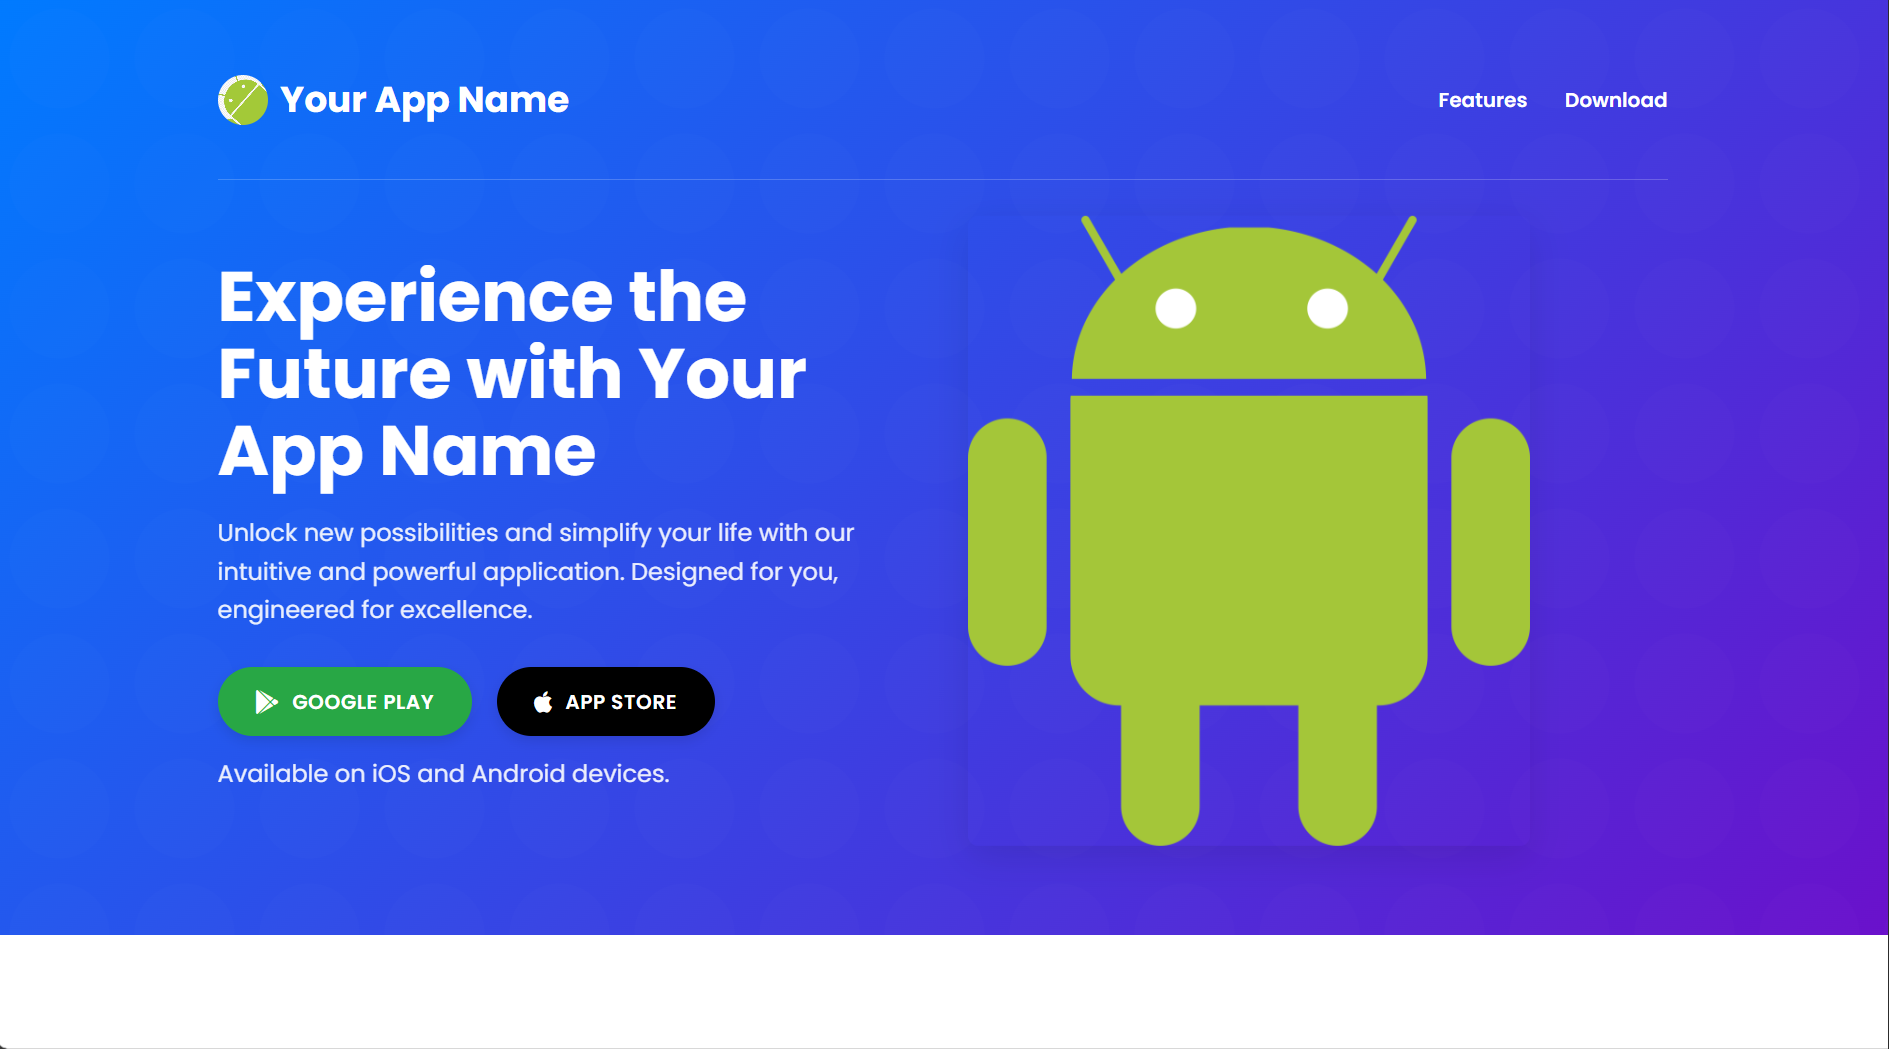 Your App Name
Features
Download
Experience the
Future with Your
App Name
Unlock new possibilities and simplify your life with our
intuitive and powerful application. Designed for you,
engineered for excellence.
GOOGLE PLAY
APP STORE
Available on iOS and Android devices.